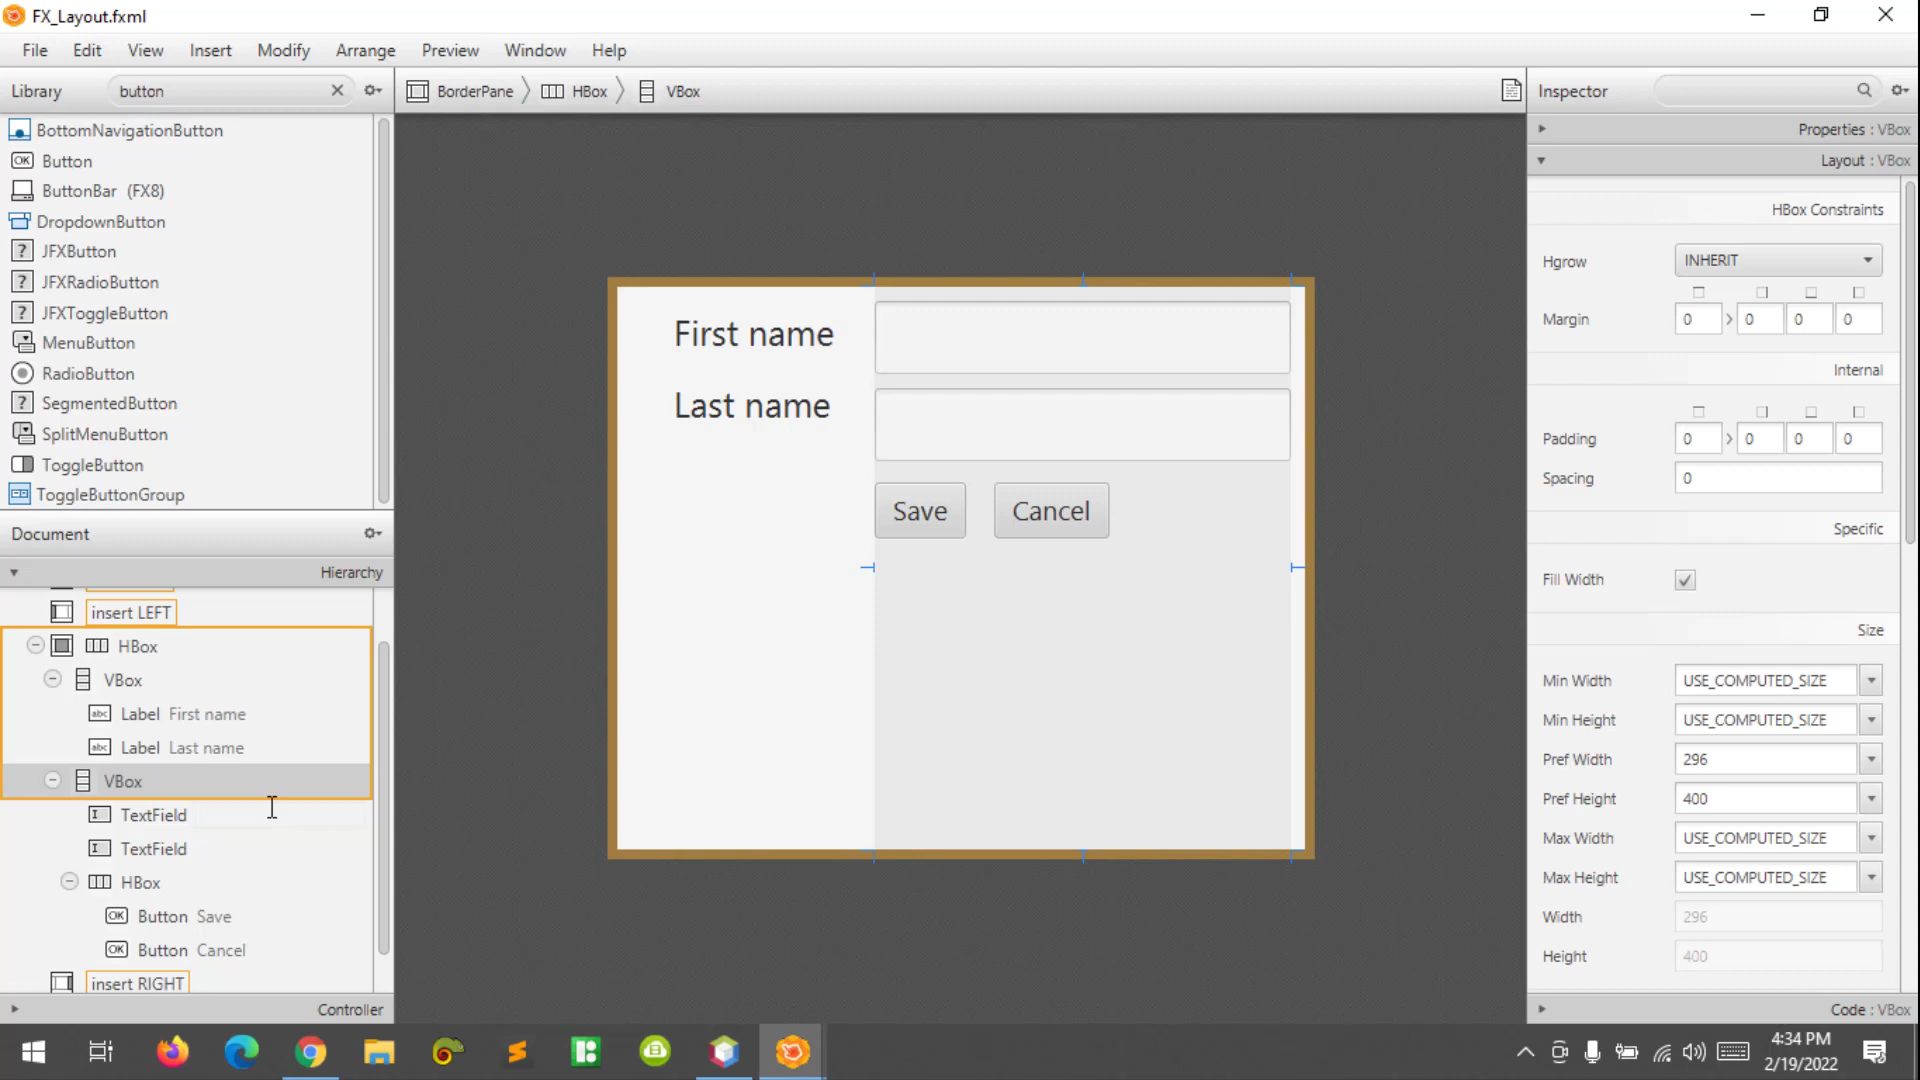 FX_Layout.fxml
File Edit View Insert Modify Arrange Preview Window Help
Library button
BorderPane HBox VBox
Inspector
BottomNavigationButton
Button
ButtonBar (FX8)
DropdownButton
JFXButton
JFXRadioButton
JFXToggleButton
MenuButton
RadioButton
SegmentedButton
SplitMenuButton
ToggleButton
ToggleButtonGroup
Document
Hierarchy
insert LEFT
HBox
VBox
abc Label First name
abc Label Last name
VBox
TextField
TextField
HBox
OK Button Save
OK Button Cancel
insert RIGHT
Controller
First name
Last name
Save Cancel
Properties : VBox
Layout : VBox
HBox Constraints
Hgrow INHERIT
Margin 0 0 0 0
Internal
Padding 0 0 0 0
Spacing 0
Specific
Fill Width
Size
Min Width USE_COMPUTED_SIZE
Min Height USE_COMPUTED_SIZE
Pref Width 296
Pref Height 400
Max Width USE_COMPUTED_SIZE
Max Height USE_COMPUTED_SIZE
Width 296
Height 400
Code : VBox
4:34 PM
2/19/2022